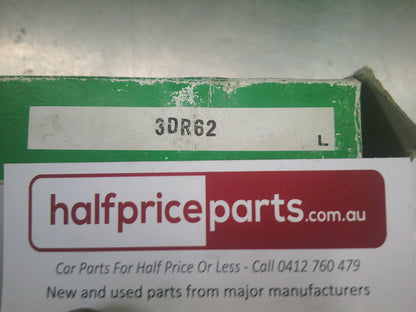 3DR62
L
halfpriceparts.com.au
Car Parts For Half Price Or Less - Call 0412 760 479
New and used parts from major manufacturers